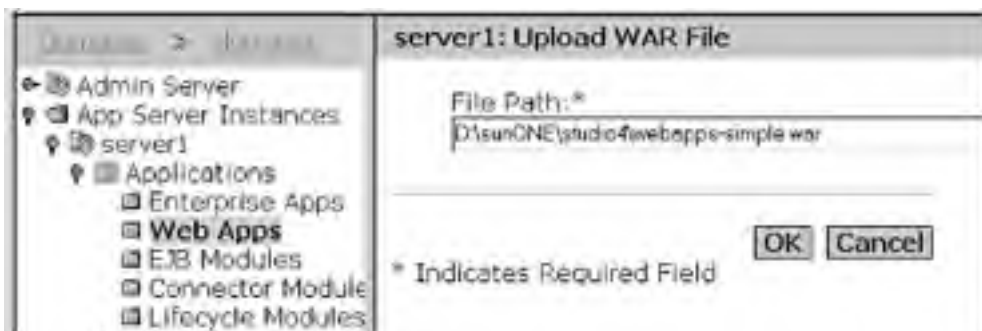 >
Admin Server
App Server Instances
server1
Applications
Enterprise Apps
Web Apps
EJB Modules
Connector Module
Lifecycle Modules
server1: Upload WAR File
File Path:*
D:\sunONE\studio4\webapps-simple.war
OK Cancel
* Indicates Required Field